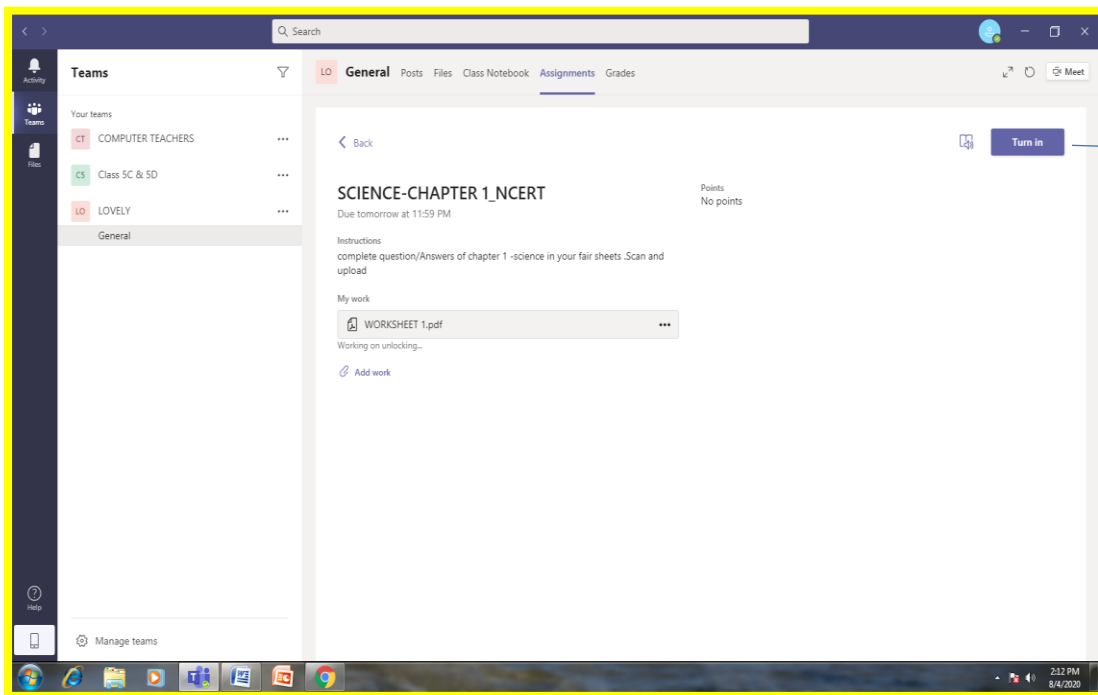 Search
Activity
Teams
Files
Help
Teams
Your teams
CT COMPUTER TEACHERS
CS Class 5C & 5D
LO LOVELY
General
Manage teams
LO General Posts Files Class Notebook Assignments Grades
Meet
Back
Turn in
SCIENCE-CHAPTER 1_NCERT
Due tomorrow at 11:59 PM
Points
No points
Instructions
complete question/Answers of chapter 1 -science in your fair sheets .Scan and
upload
My work
WORKSHEET 1.pdf
Working on unlocking...
Add work
2:12 PM
8/4/2020